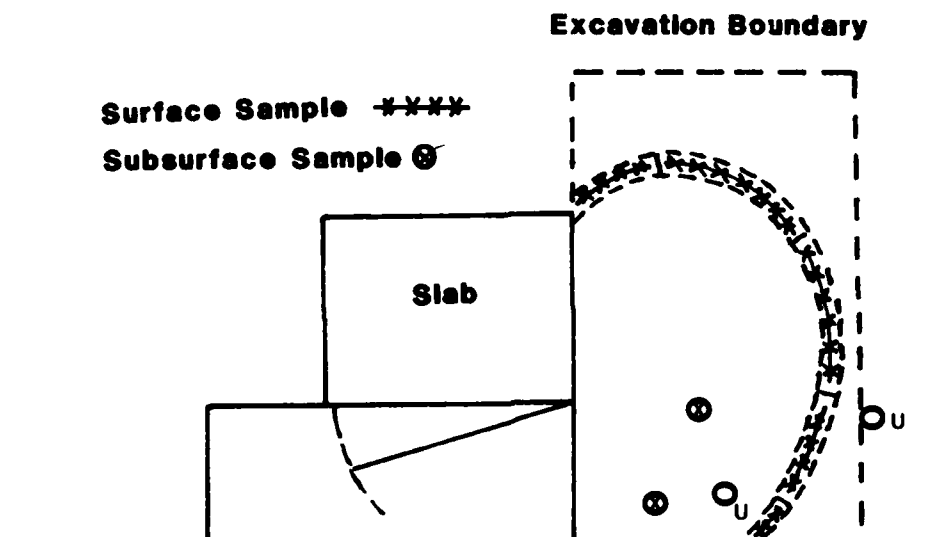 Excavation Boundary
Surface Sample
Subsurface Sample
Slab
U
U